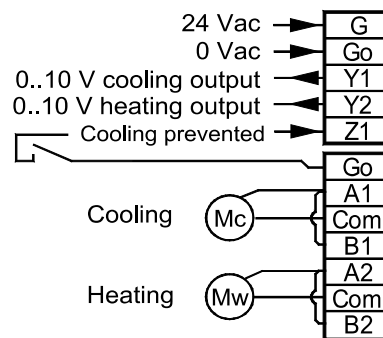 24 Vac G
0 Vac Go
0..10 V cooling output Y1
0..10 V heating output Y2
Cooling prevented Z1
Go
A1
Cooling Mc Com
B1
A2
Heating Mw Com
B2